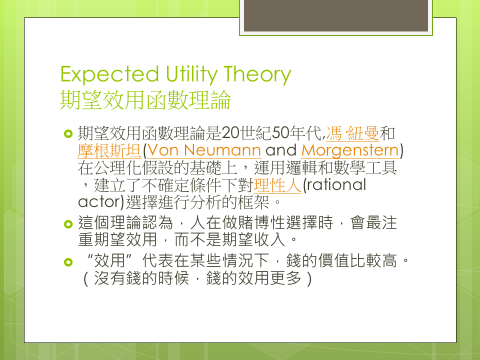 Expected Utility Theory
期望效用函數理論
期望效用函數理論是20世紀50年代,馮·紐曼和
摩根斯坦(Von Neumann and Morgenstern)
在公理化假設的基礎上，運用邏輯和數學工具
，建立了不確定條件下對理性人(rational
actor)選擇進行分析的框架。
這個理論認為，人在做賭博性選擇時，會最注
重期望效用，而不是期望收入。
“效用”代表在某些情況下，錢的價值比較高。
（沒有錢的時候，錢的效用更多）